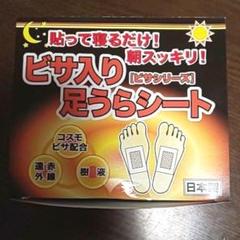 貼って寝るだけ!
朝スッキリ!
ビサ入り
[ビサシリーズ]
足うらシート
コスモ
ビサ配合
遠赤
外線
樹液
日本製